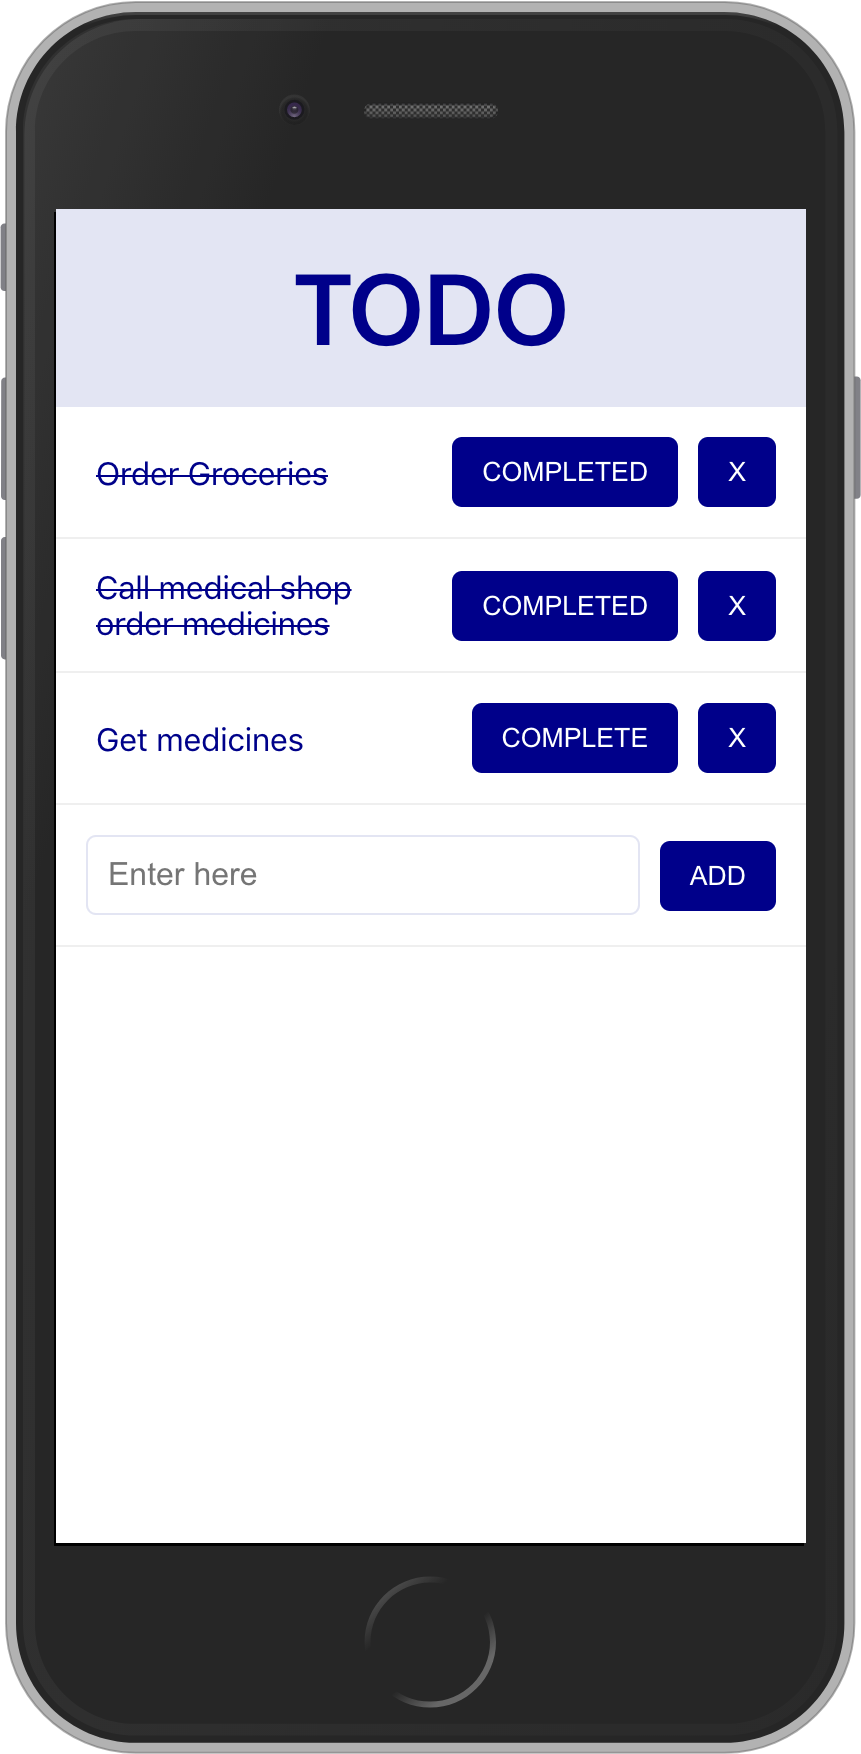 TODO
Order Groceries
COMPLETED
X
Call medical shop
order medicines
COMPLETED
X
Get medicines
COMPLETE
X
Enter here
ADD